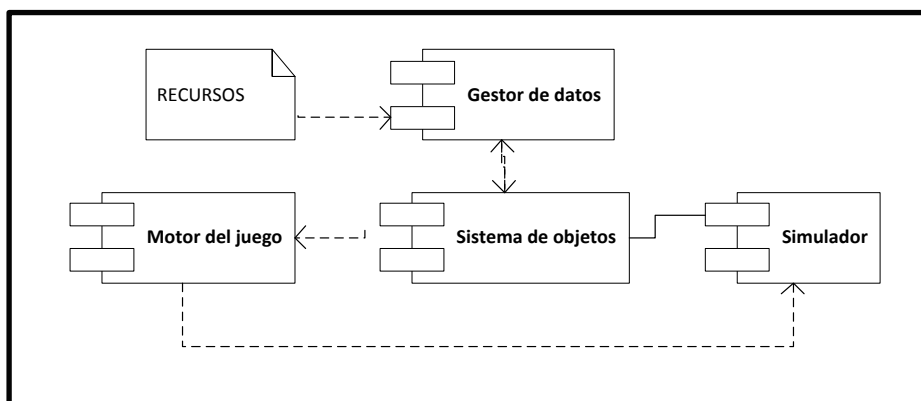 RECURSOS
Gestor de datos
Motor del juego
Sistema de objetos
Simulador